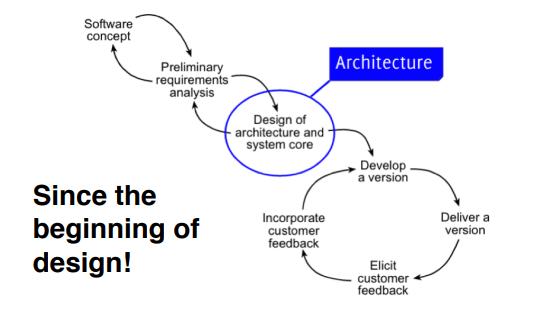 Software
concept
Preliminary
requirements
analysis
Architecture
Design of
architecture and
system core
Develop
a version
Since the
beginning of
design!
Incorporate
customer
feedback
Deliver a
version
Elicit
customer
feedback